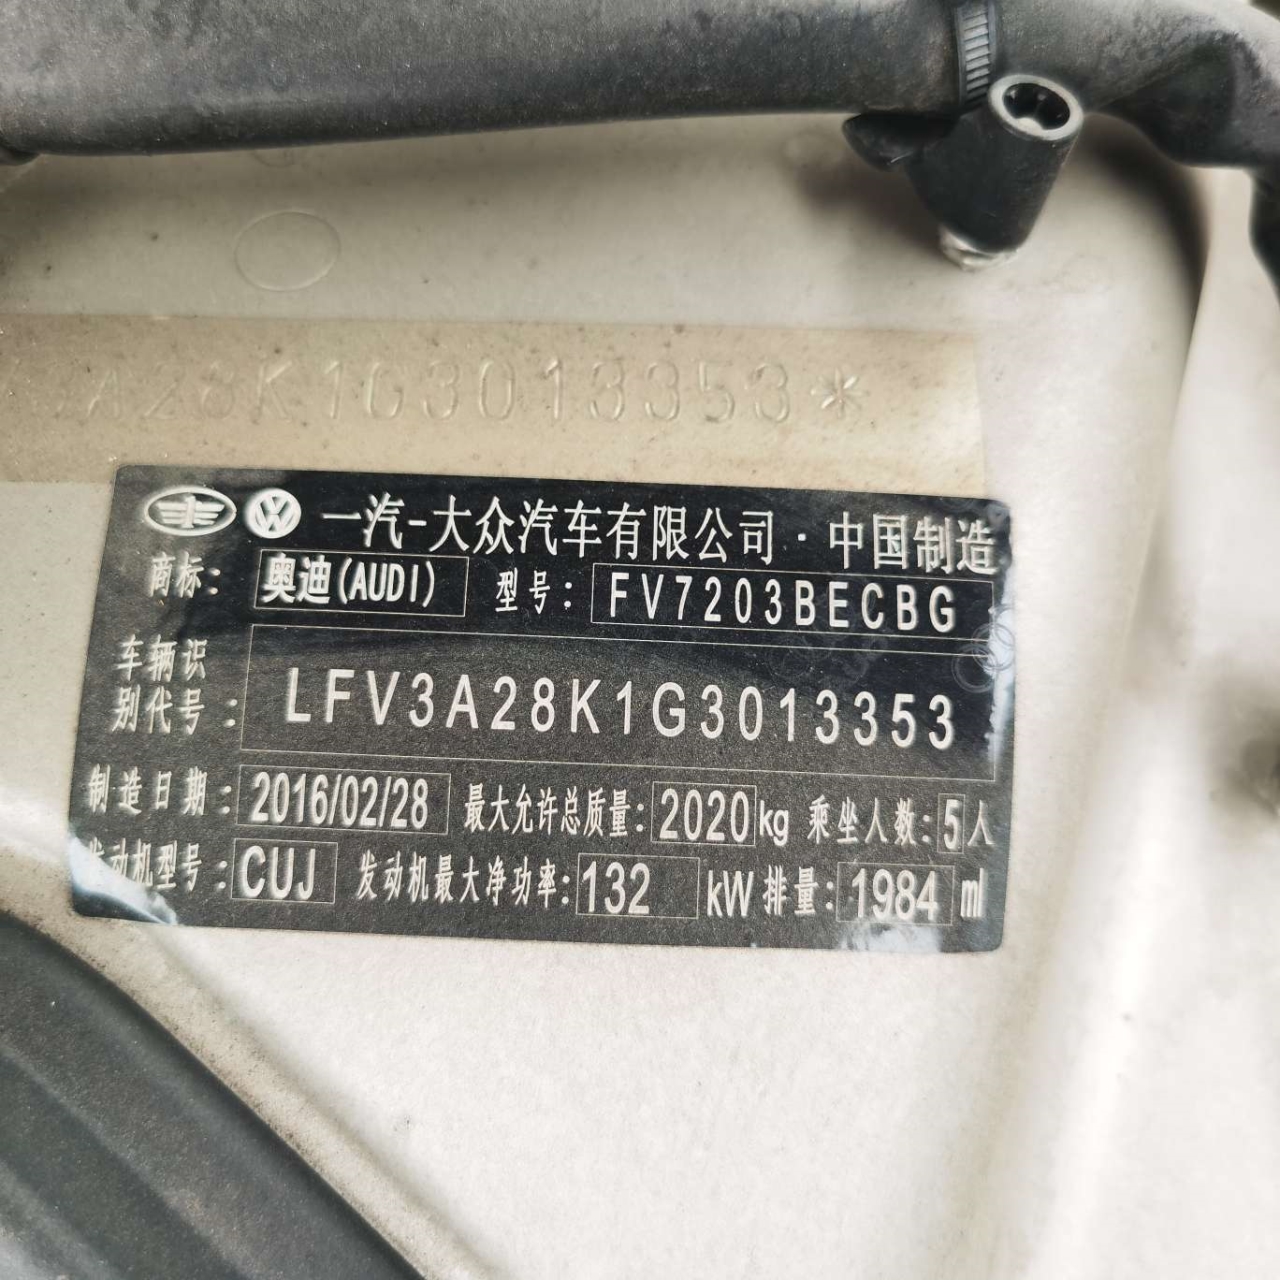 3A28K1G3013353*
一汽-大众汽车有限公司·中国制造
商标: 奥迪(AUDI) 型号: FV7203BECBG
车辆识别代号: LFV3A28K1G3013353
制造日期: 2016/02/28 最大允许总质量: 2020kg 乘坐人数: 5人
发动机型号: CUJ 发动机最大净功率: 132 kW 排量: 1984 ml